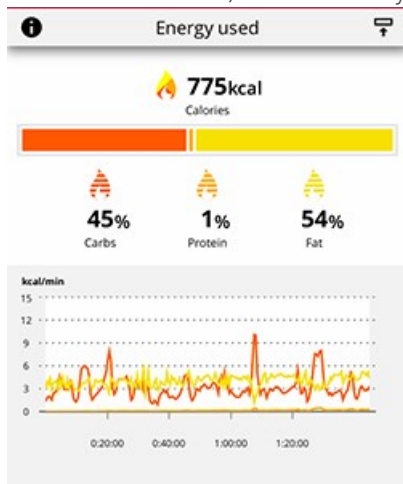 Energy used
775kcal
Calories
45% 1% 54%
Carbs Protein Fat
kcal/min
15
12
9
6
3
0
0:20:00 0:40:00 1:00:00 1:20:00